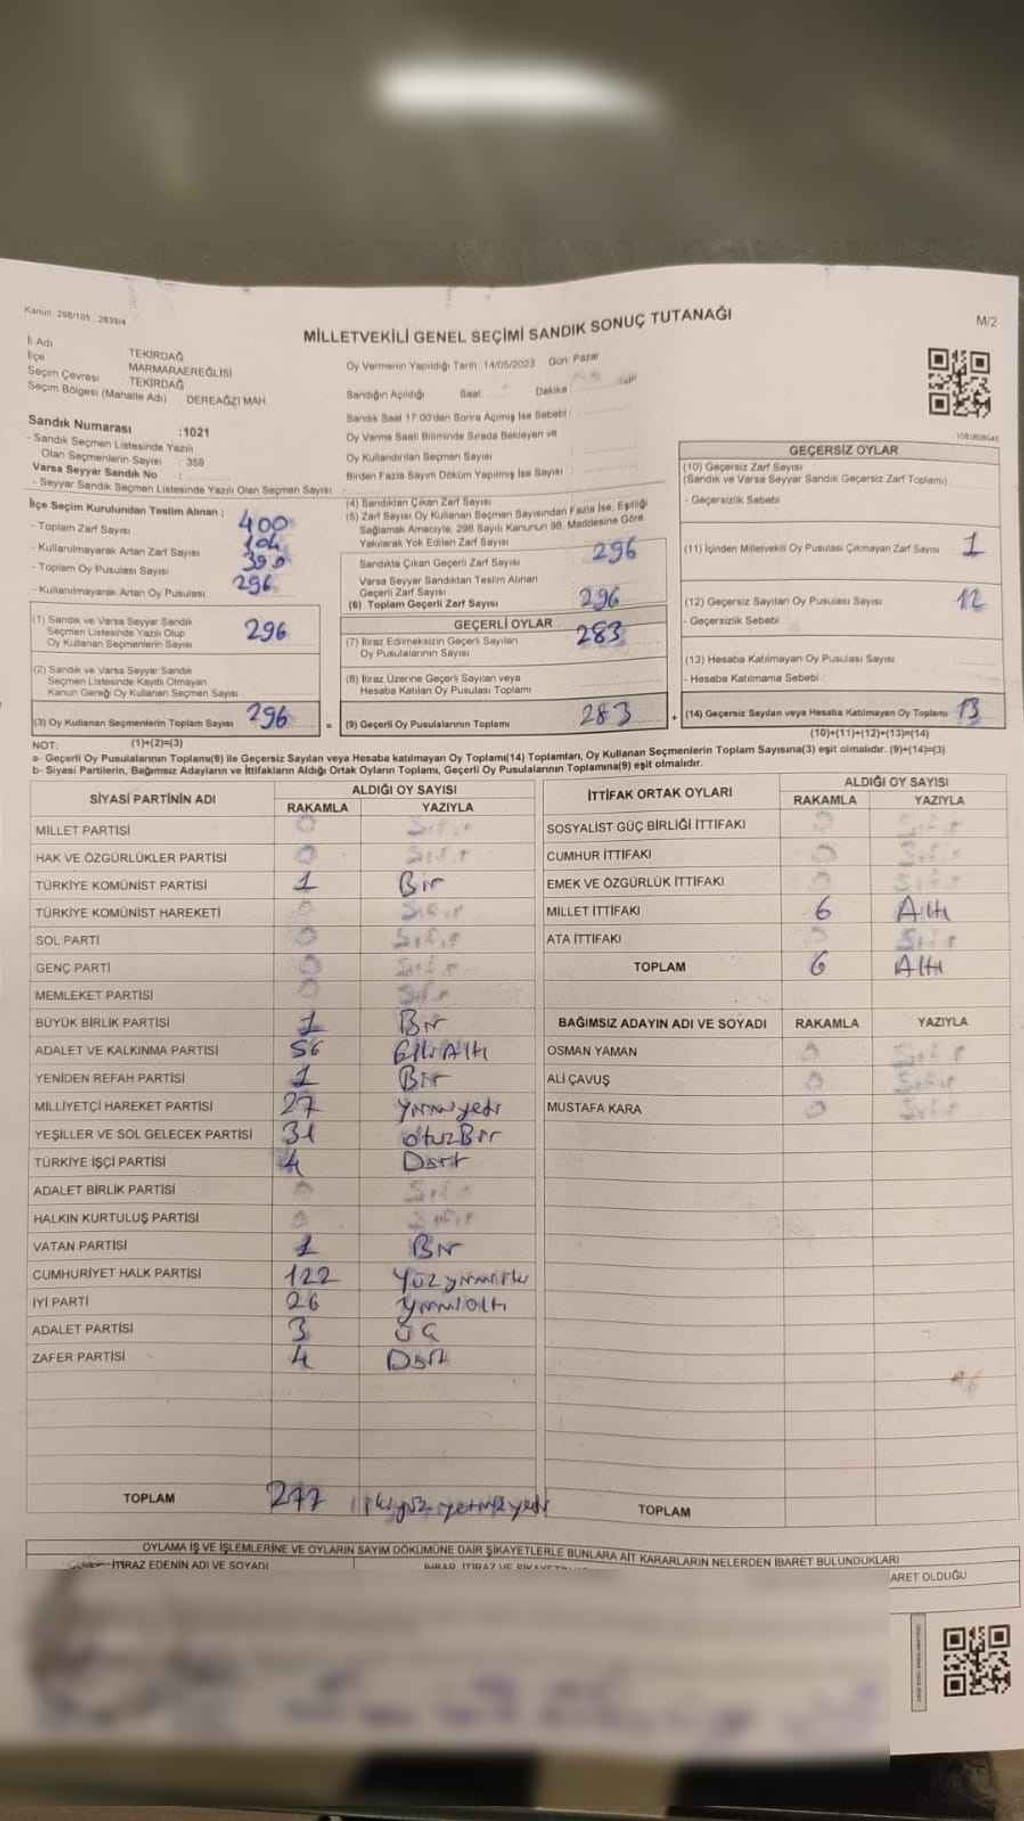 Kanun: 298/105 , 2839/4
MİLLETVEKİLİ GENEL SEÇİMİ SANDIK SONUÇ TUTANAĞI
M/2
İl Adı TEKİRDAĞ
İlçe MARMARAEREĞLİSİ
Seçim Çevresi TEKİRDAĞ
Seçim Bölgesi (Mahalle Adı) DEREAĞZI MAH.
Sandık Numarası :1021
- Sandık Seçmen Listesinde Yazılı
Olan Seçmenlerin Sayısı : 358
Varsa Seyyar Sandık No :
- Seyyar Sandık Seçmen Listesinde Yazılı Olan Seçmen Sayısı :
Oy Vermenin Yapıldığı Tarih :14/05/2023 Gün: Pazar
Sandığın Açıldığı Saat: Dakika:
Sandık Saat 17:00'den Sonra Açılmış İse Sebebi :
Oy Verme Saati Bitiminde Sırada Bekleyen ve
Oy Kullandırılan Seçmen Sayısı :
Birden Fazla Sayım Döküm Yapılmış İse Sayısı :
İlçe Seçim Kurulundan Teslim Alınan :
- Toplam Zarf Sayısı 400
- Kullanılmayarak Artan Zarf Sayısı 104
- Toplam Oy Pusulası Sayısı
- Kullanılmayarak Artan Oy Pusulası 296
(1) Sandık ve Varsa Seyyar Sandık
Seçmen Listesinde Yazılı Olup
Oy Kullanan Seçmenlerin Sayısı 296
(2) Sandık ve Varsa Seyyar Sandık
Seçmen Listesinde Kayıtlı Olmayan
Kanun Gereği Oy Kullanan Seçmen Sayısı
(3) Oy Kullanan Seçmenlerin Toplam Sayısı 296 =
(1)+(2)=(3)
(4) Sandıktan Çıkan Zarf Sayısı
(5) Zarf Sayısı Oy Kullanan Seçmen Sayısından Fazla İse, Eşitliği
Sağlamak Amacıyla, 298 Sayılı Kanunun 98. Maddesine Göre
Yakılarak Yok Edilen Zarf Sayısı
Sandıkta Çıkan Geçerli Zarf Sayısı 296
Varsa Seyyar Sandıktan Teslim Alınan
Geçerli Zarf Sayısı
(6) Toplam Geçerli Zarf Sayısı 296
GEÇERLİ OYLAR
(7) İtiraz Edilmeksizin Geçerli Sayılan
Oy Pusulalarının Sayısı 283
(8) İtiraz Üzerine Geçerli Sayılan veya
Hesaba Katılan Oy Pusulası Toplamı
(9) Geçerli Oy Pusulalarının Toplamı 283 +
GEÇERSİZ OYLAR
(10) Geçersiz Zarf Sayısı
(Sandık ve Varsa Seyyar Sandık Geçersiz Zarf Toplamı)
- Geçersizlik Sebebi
(11) İçinden Milletvekili Oy Pusulası Çıkmayan Zarf Sayısı 1
(12) Geçersiz Sayılan Oy Pusulası Sayısı 12
- Geçersizlik Sebebi
(13) Hesaba Katılmayan Oy Pusulası Sayısı
- Hesaba Katılmama Sebebi
(14) Geçersiz Sayılan veya Hesaba Katılmayan Oy Toplamı 13
(10)+(11)+(12)+(13)=(14)
NOT:
a- Geçerli Oy Pusulalarının Toplamı(9) ile Geçersiz Sayılan veya Hesaba katılmayan Oy Toplamı(14) Toplamları, Oy Kullanan Seçmenlerin Toplam Sayısına(3) eşit olmalıdır. (9)+(14)=(3)
b- Siyasi Partilerin, Bağımsız Adayların ve İttifakların Aldığı Ortak Oyların Toplamı, Geçerli Oy Pusulalarının Toplamına(9) eşit olmalıdır.
SİYASİ PARTİNİN ADI ALDIĞI OY SAYISI
RAKAMLA YAZIYLA
MİLLET PARTİSİ 0 Sıfır
HAK VE ÖZGÜRLÜKLER PARTİSİ 0 Sıfır
TÜRKİYE KOMÜNİST PARTİSİ 1 Bir
TÜRKİYE KOMÜNİST HAREKETİ 0 Sıfır
SOL PARTİ 0 Sıfır
GENÇ PARTİ 0 Sıfır
MEMLEKET PARTİSİ 0 Sıfır
BÜYÜK BİRLİK PARTİSİ 1 Bir
ADALET VE KALKINMA PARTİSİ 56 ElliAltı
YENİDEN REFAH PARTİSİ 1 Bir
MİLLİYETÇİ HAREKET PARTİSİ 27 Yirmiyedi
YEŞİLLER VE SOL GELECEK PARTİSİ 31 otuzBir
TÜRKİYE İŞÇİ PARTİSİ 4 Dört
ADALET BİRLİK PARTİSİ 0 Sıfır
HALKIN KURTULUŞ PARTİSİ 0 Sıfır
VATAN PARTİSİ 1 Bir
CUMHURİYET HALK PARTİSİ 122 Yüzyirmiiki
İYİ PARTİ 26 YirmiAltı
ADALET PARTİSİ 3 Üç
ZAFER PARTİSİ 4 Dört
TOPLAM 277 ikiyüzyetmişyedi
İTTİFAK ORTAK OYLARI ALDIĞI OY SAYISI
RAKAMLA YAZIYLA
SOSYALİST GÜÇ BİRLİĞİ İTTİFAKI 0 Sıfır
CUMHUR İTTİFAKI 0 Sıfır
EMEK VE ÖZGÜRLÜK İTTİFAKI 0 Sıfır
MİLLET İTTİFAKI 6 Altı
ATA İTTİFAKI 0 Sıfır
TOPLAM 6 Altı
BAĞIMSIZ ADAYIN ADI VE SOYADI RAKAMLA YAZIYLA
OSMAN YAMAN 0 Sıfır
ALİ ÇAVUŞ 0 Sıfır
MUSTAFA KARA 0 Sıfır
TOPLAM
OYLAMA İŞ VE İŞLEMLERİNE VE OYLARIN SAYIM DÖKÜMÜNE DAİR ŞİKAYETLERLE BUNLARA AİT KARARLARIN NELERDEN İBARET BULUNDUKLARI
İTİRAZ EDENİN ADI VE SOYADI
OLDUĞU